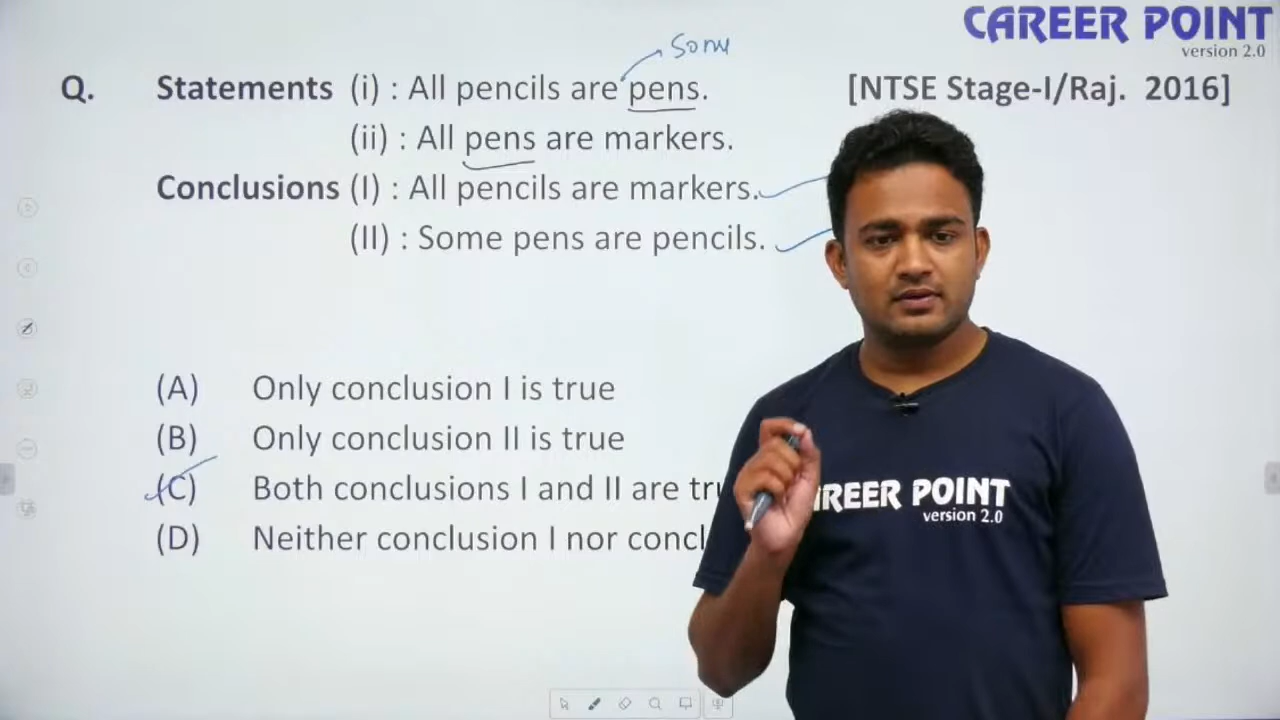 CAREER POINT
version 2.0
Some
Q. Statements (i) : All pencils are pens. [NTSE Stage-I/Raj. 2016]
(ii) : All pens are markers.
Conclusions (I) : All pencils are markers.
(II) : Some pens are pencils.
(A) Only conclusion I is true
(B) Only conclusion II is true
(C) Both conclusions I and II are tru
(D) Neither conclusion I nor concl
REER POINT
version 2.0